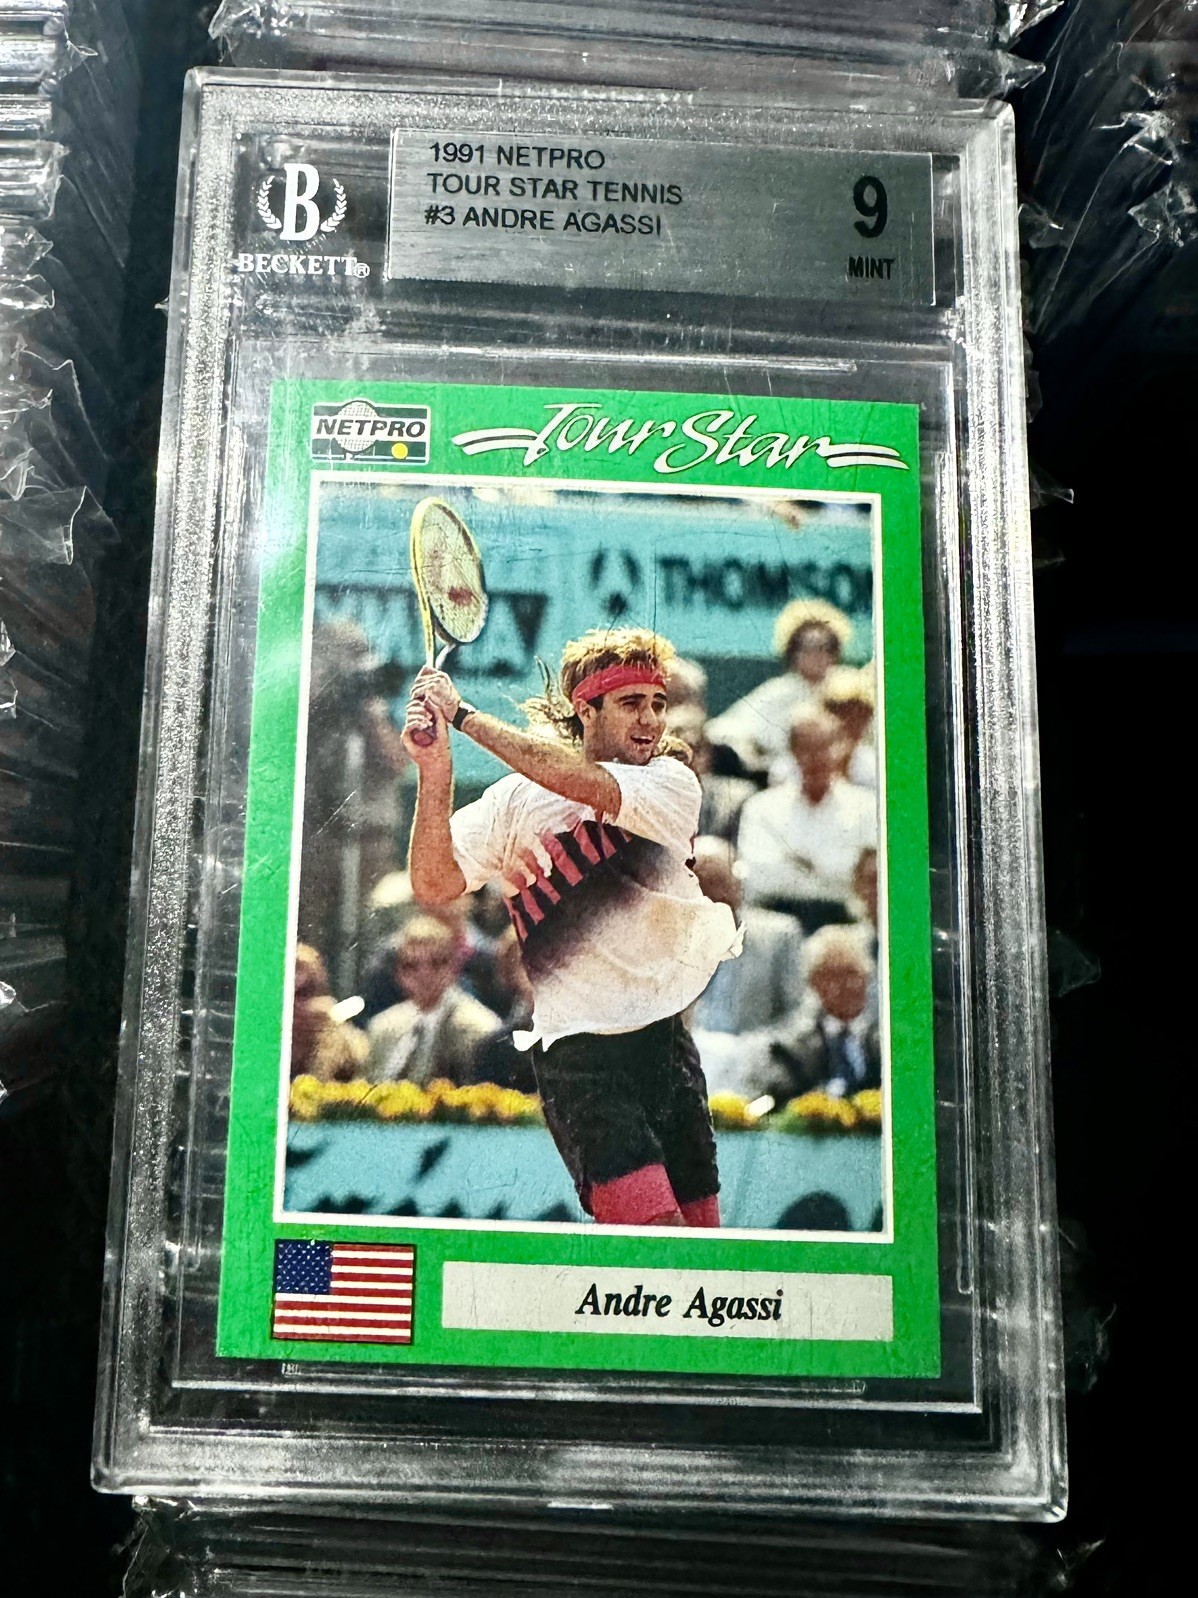 1991 NETPRO
TOUR STAR TENNIS
#3 ANDRE AGASSI
9
MINT
B
BECKETT®
NETPRO
Tour Star
THOMSON
Andre Agassi